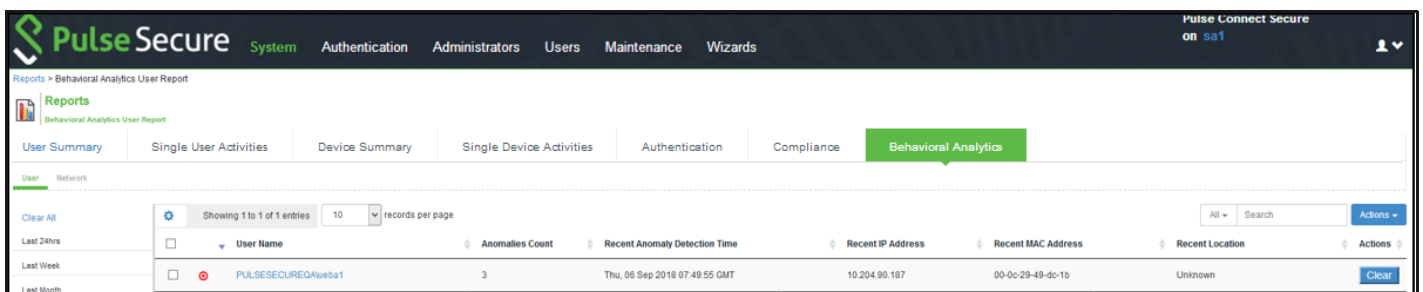 Pulse Secure System Authentication Administrators Users Maintenance Wizards
Pulse Connect Secure
on sa1
Reports > Behavioral Analytics User Report
Reports
Behavioral Analytics User Report
User Summary Single User Activities Device Summary Single Device Activities Authentication Compliance Behavioral Analytics
User Network
Clear All Showing 1 to 1 of 1 entries 10 records per page All Search Actions
Last 24hrs User Name Anomalies Count Recent Anomaly Detection Time Recent IP Address Recent MAC Address Recent Location Actions
Last Week
PULSESECUREQA\ueba1 3 Thu, 06 Sep 2018 07:49:55 GMT 10.204.90.187 00-0c-29-49-dc-1b Unknown Clear
Last Month